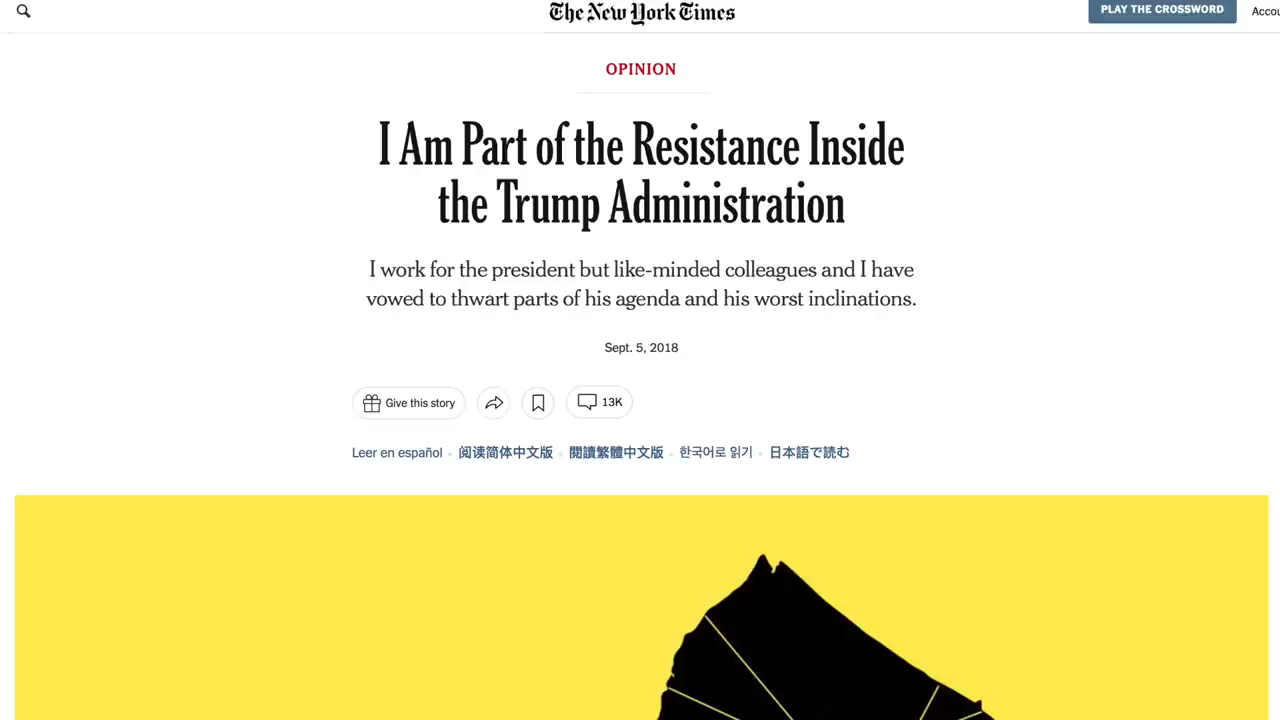 The New York Times
PLAY THE CROSSWORD
Accou
OPINION
I Am Part of the Resistance Inside
the Trump Administration
I work for the president but like-minded colleagues and I have
vowed to thwart parts of his agenda and his worst inclinations.
Sept. 5, 2018
Give this story
13K
Leer en español 阅读简体中文版 閱讀繁體中文版 한국어로 읽기 日本語で読む